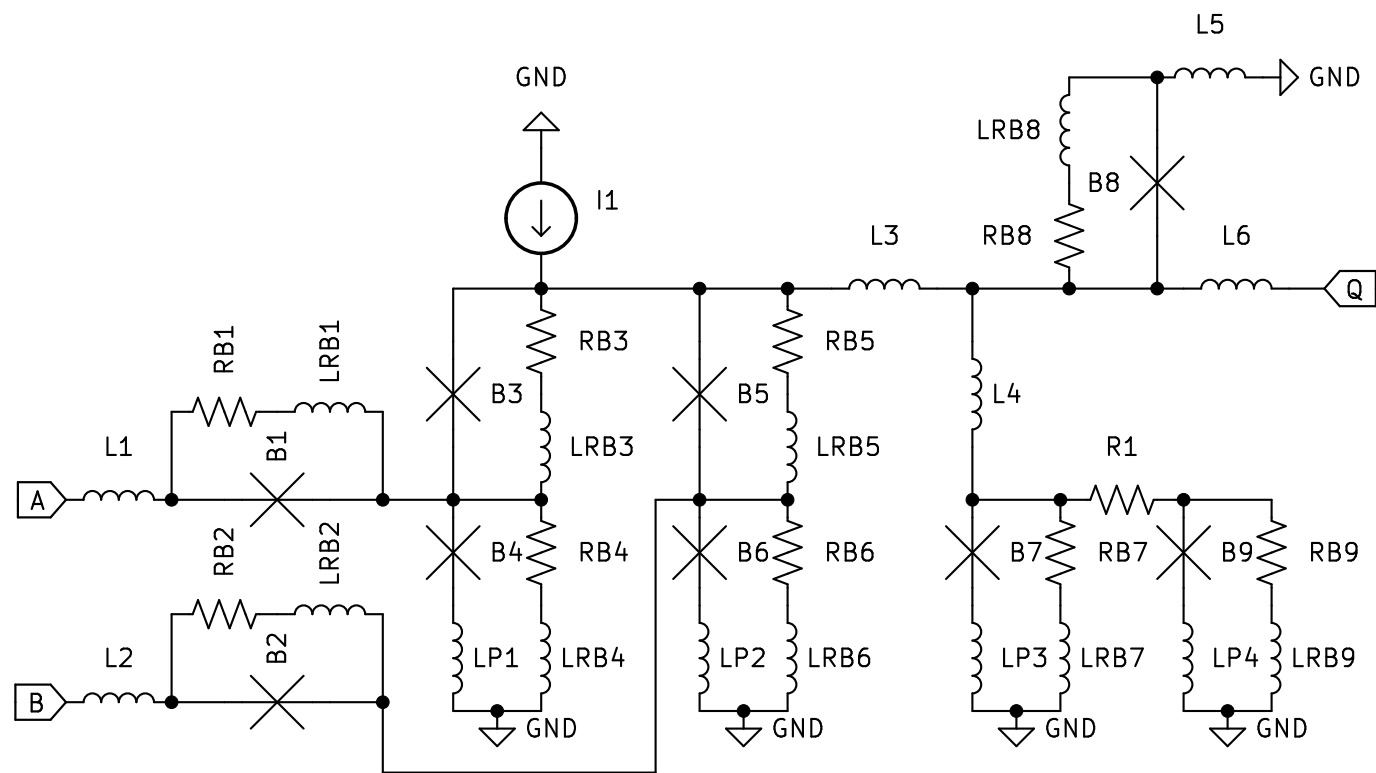 L5
GND
GND
LRB8
B8
I1
RB8
L3
L6
Q
RB1
LRB1
RB3
RB5
B3
B5
L4
LRB3
LRB5
R1
L1
B1
A
RB2
LRB2
B4
RB4
B6
RB6
B7
RB7
B9
RB9
L2
B2
LP1
LRB4
LP2
LRB6
LP3
LRB7
LP4
LRB9
B
GND
GND
GND
GND